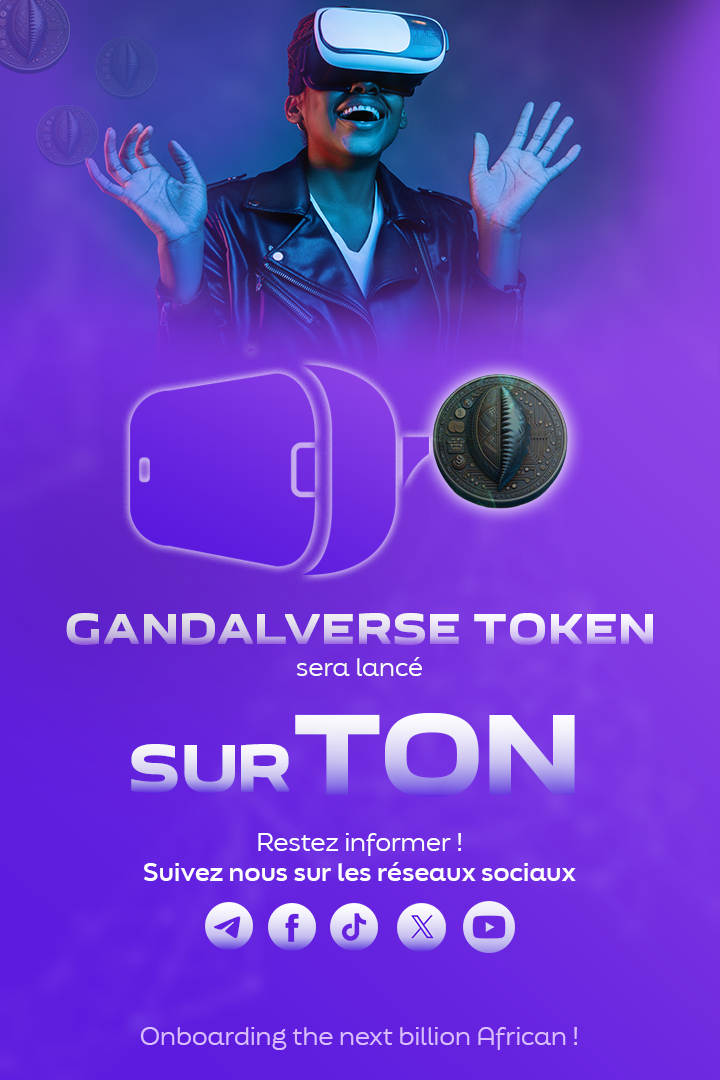 GANDALVERSE TOKEN
sera lancé
SUR TON
Restez informer !
Suivez nous sur les réseaux sociaux
Onboarding the next billion African !